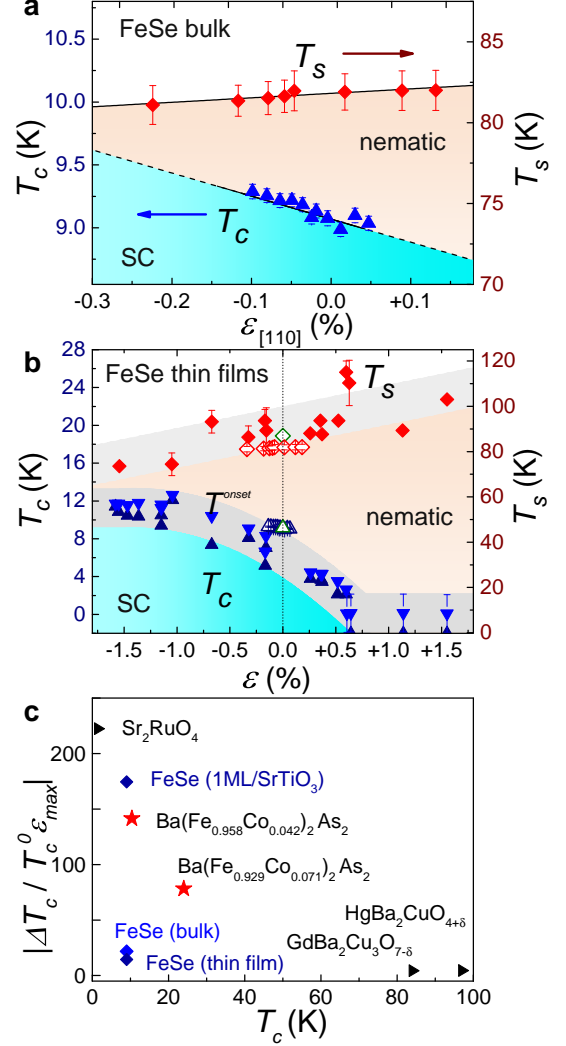 a
FeSe bulk
10.5
10.0
9.5
9.0
T_c (K)
85
80
75
70
T_s (K)
T_s
nematic
T_c
SC
-0.3
-0.1
0.0
+0.1
ε_[110] (%)
b
FeSe thin films
28
24
20
16
12
8
4
0
T_c (K)
120
100
80
60
40
20
0
T_s (K)
T_s
T^onset
nematic
T_c
SC
-1.5
-1.0
-0.5
0.0
+0.5
+1.0
+1.5
ε (%)
c
200
100
0
|ΔT_c / T_c^0 ε_max|
Sr₂RuO₄
FeSe (1ML/SrTiO₃)
Ba(Fe₀.₉₅₈Co₀.₀₄₂)₂As₂
Ba(Fe₀.₉₂₉Co₀.₀₇₁)₂As₂
HgBa₂CuO₄₊δ
GdBa₂Cu₃O₇₋δ
FeSe (bulk)
FeSe (thin film)
0
20
40
60
80
100
T_c (K)